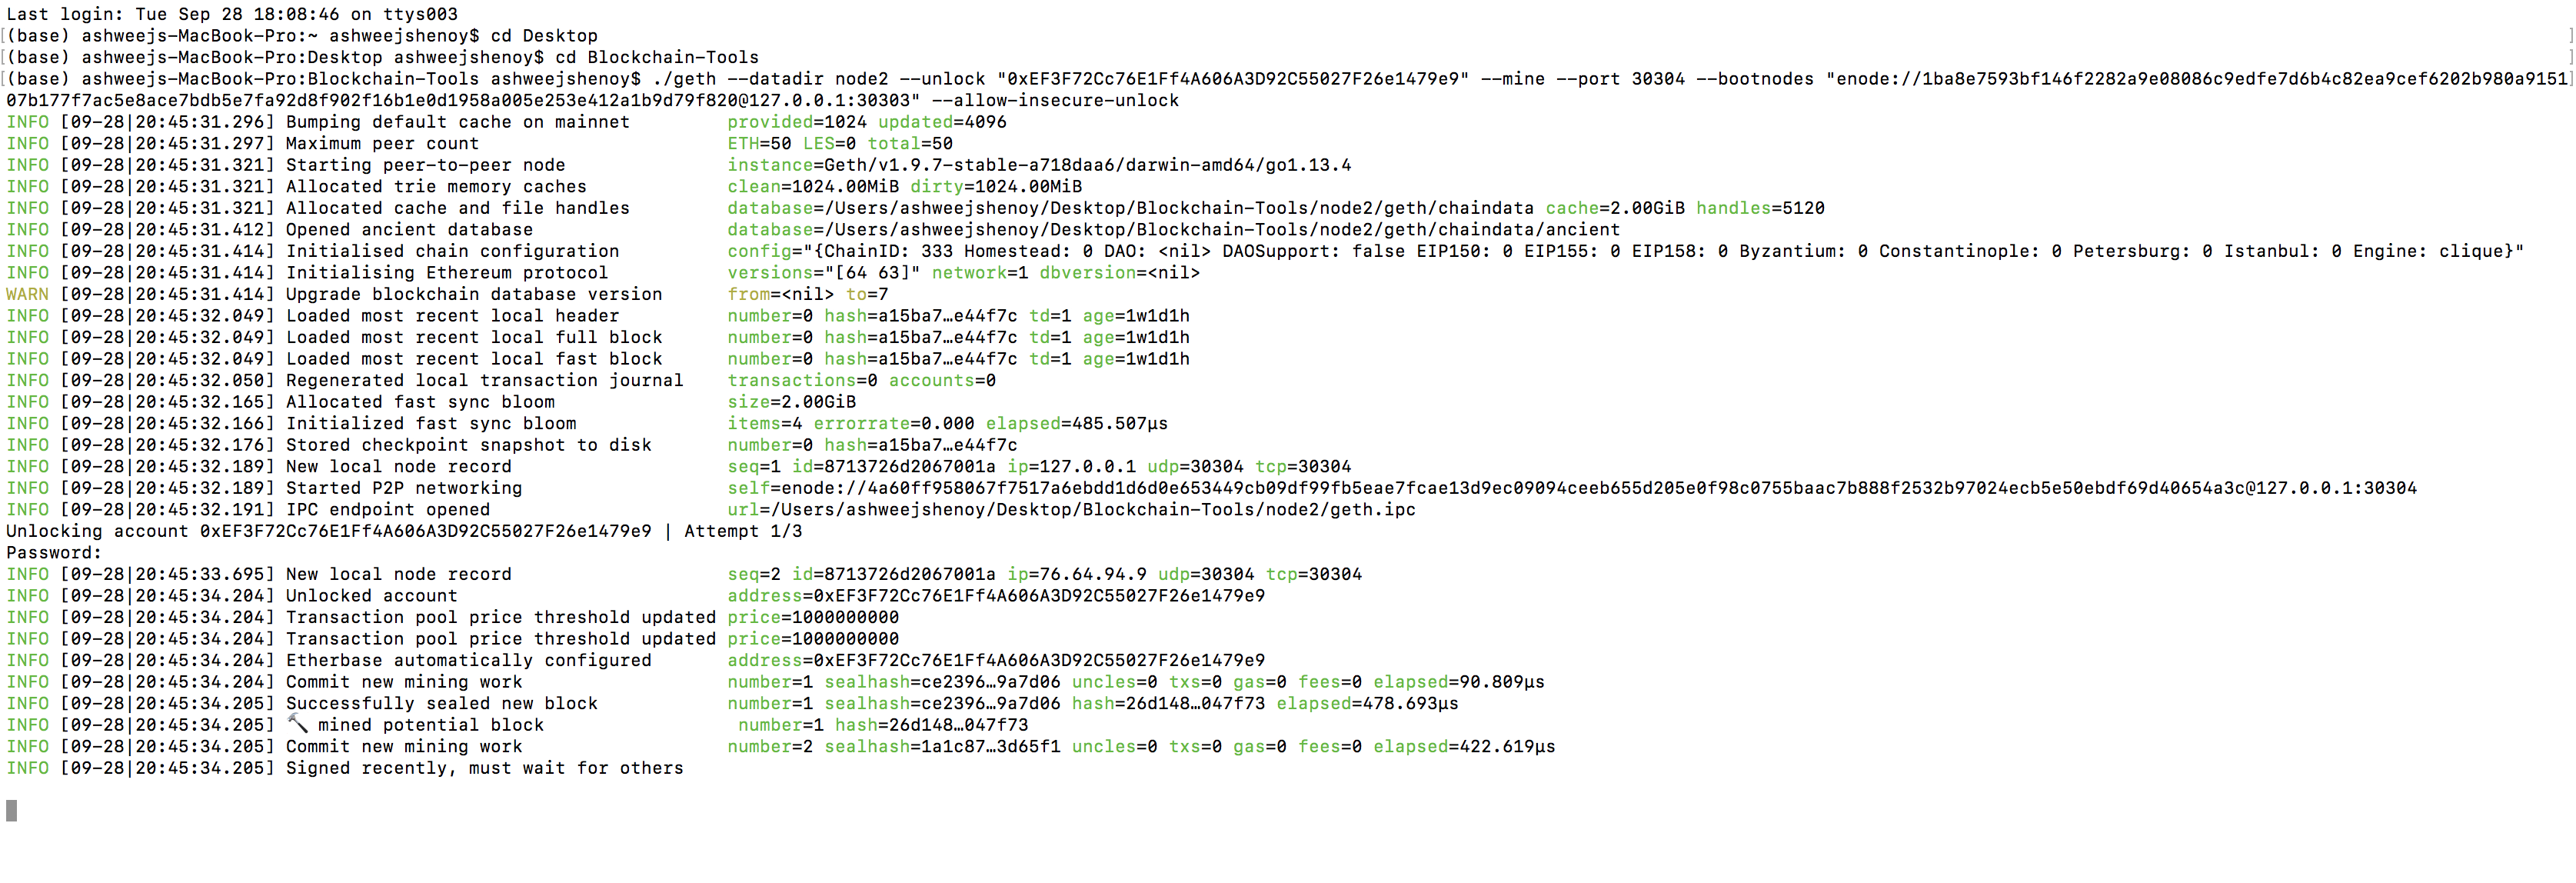 Last login: Tue Sep 28 18:08:46 on ttys003
[(base) ashweejs-MacBook-Pro:~ ashweejshenoy$ cd Desktop ]
[(base) ashweejs-MacBook-Pro:Desktop ashweejshenoy$ cd Blockchain-Tools ]
[(base) ashweejs-MacBook-Pro:Blockchain-Tools ashweejshenoy$ ./geth --datadir node2 --unlock "0xEF3F72Cc76E1Ff4A606A3D92C55027F26e1479e9" --mine --port 30304 --bootnodes "enode://1ba8e7593bf146f2282a9e08086c9edfe7d6b4c82ea9cef6202b980a9151]
07b177f7ac5e8ace7bdb5e7fa92d8f902f16b1e0d1958a005e253e412a1b9d79f820@127.0.0.1:30303" --allow-insecure-unlock
INFO [09-28|20:45:31.296] Bumping default cache on mainnet provided=1024 updated=4096
INFO [09-28|20:45:31.297] Maximum peer count ETH=50 LES=0 total=50
INFO [09-28|20:45:31.321] Starting peer-to-peer node instance=Geth/v1.9.7-stable-a718daa6/darwin-amd64/go1.13.4
INFO [09-28|20:45:31.321] Allocated trie memory caches clean=1024.00MiB dirty=1024.00MiB
INFO [09-28|20:45:31.321] Allocated cache and file handles database=/Users/ashweejshenoy/Desktop/Blockchain-Tools/node2/geth/chaindata cache=2.00GiB handles=5120
INFO [09-28|20:45:31.412] Opened ancient database database=/Users/ashweejshenoy/Desktop/Blockchain-Tools/node2/geth/chaindata/ancient
INFO [09-28|20:45:31.414] Initialised chain configuration config="{ChainID: 333 Homestead: 0 DAO: <nil> DAOSupport: false EIP150: 0 EIP155: 0 EIP158: 0 Byzantium: 0 Constantinople: 0 Petersburg: 0 Istanbul: 0 Engine: clique}"
INFO [09-28|20:45:31.414] Initialising Ethereum protocol versions="[64 63]" network=1 dbversion=<nil>
WARN [09-28|20:45:31.414] Upgrade blockchain database version from=<nil> to=7
INFO [09-28|20:45:32.049] Loaded most recent local header number=0 hash=a15ba7…e44f7c td=1 age=1w1d1h
INFO [09-28|20:45:32.049] Loaded most recent local full block number=0 hash=a15ba7…e44f7c td=1 age=1w1d1h
INFO [09-28|20:45:32.049] Loaded most recent local fast block number=0 hash=a15ba7…e44f7c td=1 age=1w1d1h
INFO [09-28|20:45:32.050] Regenerated local transaction journal transactions=0 accounts=0
INFO [09-28|20:45:32.165] Allocated fast sync bloom size=2.00GiB
INFO [09-28|20:45:32.166] Initialized fast sync bloom items=4 errorrate=0.000 elapsed=485.507µs
INFO [09-28|20:45:32.176] Stored checkpoint snapshot to disk number=0 hash=a15ba7…e44f7c
INFO [09-28|20:45:32.189] New local node record seq=1 id=8713726d2067001a ip=127.0.0.1 udp=30304 tcp=30304
INFO [09-28|20:45:32.189] Started P2P networking self=enode://4a60ff958067f7517a6ebdd1d6d0e653449cb09df99fb5eae7fcae13d9ec09094ceeb655d205e0f98c0755baac7b888f2532b97024ecb5e50ebdf69d40654a3c@127.0.0.1:30304
INFO [09-28|20:45:32.191] IPC endpoint opened url=/Users/ashweejshenoy/Desktop/Blockchain-Tools/node2/geth.ipc
Unlocking account 0xEF3F72Cc76E1Ff4A606A3D92C55027F26e1479e9 | Attempt 1/3
Password:
INFO [09-28|20:45:33.695] New local node record seq=2 id=8713726d2067001a ip=76.64.94.9 udp=30304 tcp=30304
INFO [09-28|20:45:34.204] Unlocked account address=0xEF3F72Cc76E1Ff4A606A3D92C55027F26e1479e9
INFO [09-28|20:45:34.204] Transaction pool price threshold updated price=1000000000
INFO [09-28|20:45:34.204] Transaction pool price threshold updated price=1000000000
INFO [09-28|20:45:34.204] Etherbase automatically configured address=0xEF3F72Cc76E1Ff4A606A3D92C55027F26e1479e9
INFO [09-28|20:45:34.204] Commit new mining work number=1 sealhash=ce2396…9a7d06 uncles=0 txs=0 gas=0 fees=0 elapsed=90.809µs
INFO [09-28|20:45:34.205] Successfully sealed new block number=1 sealhash=ce2396…9a7d06 hash=26d148…047f73 elapsed=478.693µs
INFO [09-28|20:45:34.205] 🔨 mined potential block number=1 hash=26d148…047f73
INFO [09-28|20:45:34.205] Commit new mining work number=2 sealhash=1a1c87…3d65f1 uncles=0 txs=0 gas=0 fees=0 elapsed=422.619µs
INFO [09-28|20:45:34.205] Signed recently, must wait for others